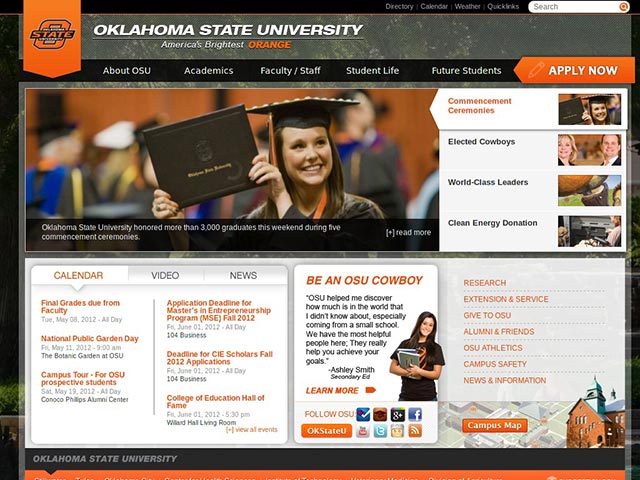 Directory | Calendar | Weather | Quicklinks
Search
OKLAHOMA STATE UNIVERSITY
America's Brightest ORANGE
About OSU
Academics
Faculty / Staff
Student Life
Future Students
APPLY NOW
Oklahoma State University honored more than 3,000 graduates this weekend during five
commencement ceremonies.
[+] read more
Commencement
Ceremonies
Elected Cowboys
World-Class Leaders
Clean Energy Donation
CALENDAR
VIDEO
NEWS
Final Grades due from
Faculty
Tue, May 08, 2012 - All Day
National Public Garden Day
Fri, May 11, 2012 - 9:00 am
The Botanic Garden at OSU
Campus Tour - For OSU
prospective students
Sat, May 19, 2012 - All Day
Conoco Phillips Alumni Center
Application Deadline for
Master's in Entrepreneurship
Program (MSE) Fall 2012
Fri, June 01, 2012 - All Day
104 Business
Deadline for CIE Scholars Fall
2012 Applications
Fri, June 01, 2012 - All Day
104 Business
College of Education Hall of
Fame
Fri, June 01, 2012 - 5:30 pm
Willard Hall Living Room
[+] view all events
BE AN OSU COWBOY
"OSU helped me discover
how much is in the world that
I didn't know about, especially
coming from a small school.
We have the most helpful
people here; They really
help you achieve your
goals."
-Ashley Smith
Secondary Ed
LEARN MORE
FOLLOW OSU
OKStateU
RESEARCH
EXTENSION & SERVICE
GIVE TO OSU
ALUMNI & FRIENDS
OSU ATHLETICS
CAMPUS SAFETY
NEWS & INFORMATION
Campus Map
OKLAHOMA STATE UNIVERSITY